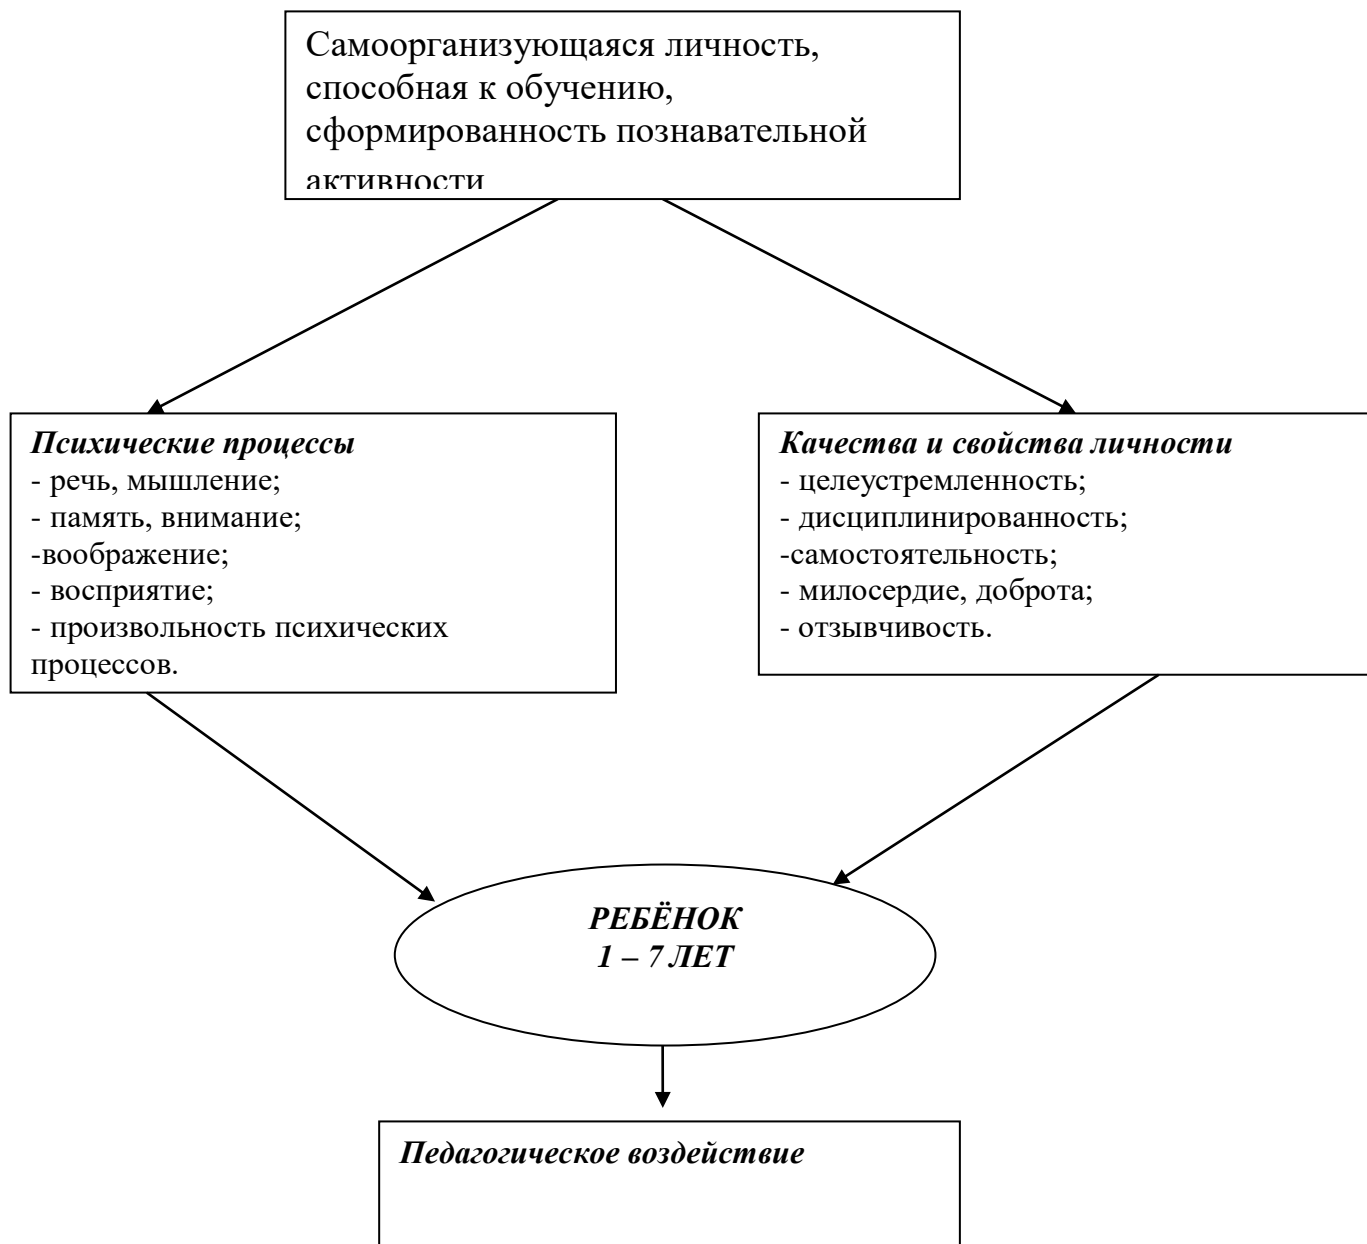 Самоорганизующаяся личность,
способная к обучению,
сформированность познавательной
активности
Психические процессы
- речь, мышление;
- память, внимание;
-воображение;
- восприятие;
- произвольность психических
процессов.
Качества и свойства личности
- целеустремленность;
- дисциплинированность;
-самостоятельность;
- милосердие, доброта;
- отзывчивость.
РЕБЁНОК
1 – 7 ЛЕТ
Педагогическое воздействие